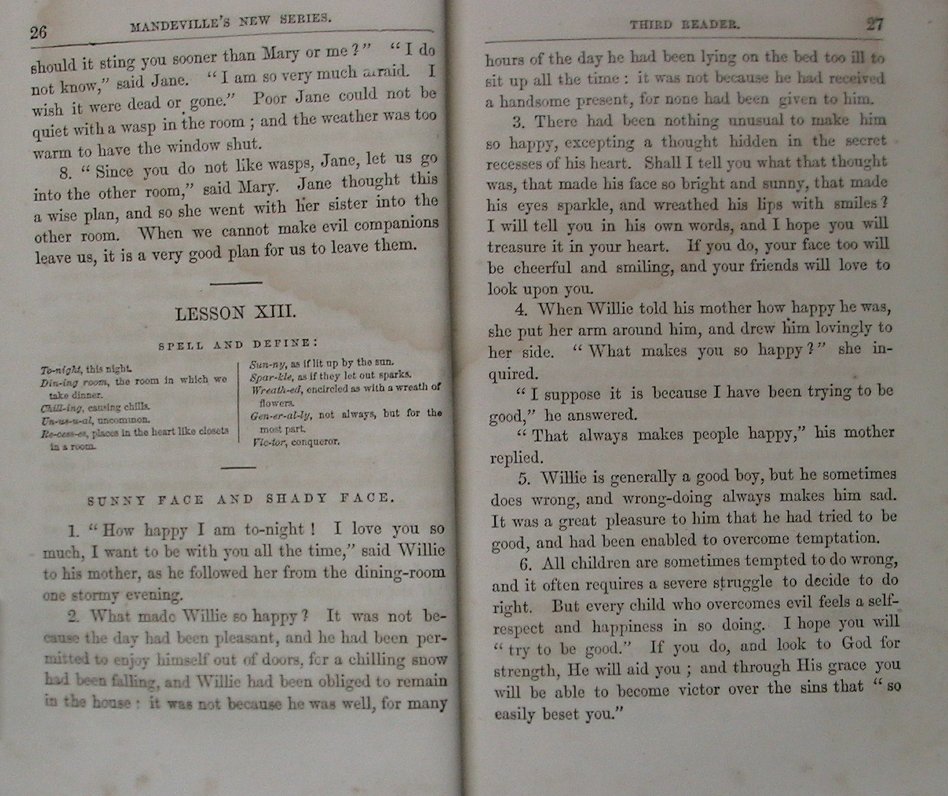 26
MANDEVILLE'S NEW SERIES.
should it sting you sooner than Mary or me?" "I do
not know," said Jane. "I am so very much afraid. I
wish it were dead or gone." Poor Jane could not be
quiet with a wasp in the room; and the weather was too
warm to have the window shut.
8. "Since you do not like wasps, Jane, let us go
into the other room," said Mary. Jane thought this
a wise plan, and so she went with her sister into the
other room. When we cannot make evil companions
leave us, it is a very good plan for us to leave them.
LESSON XIII.
SPELL AND DEFINE:
To-night, this night.
Din-ing room, the room in which we
take dinner.
Chill-ing, causing chills.
Un-us-u-al, uncommon.
Re-cess-es, places in the heart like closets
in a room.
Sun-ny, as if lit up by the sun.
Spar-kle, as if they let out sparks.
Wreath-ed, encircled as with a wreath of
flowers.
Gen-er-al-ly, not always, but for the
most part.
Vic-tor, conqueror.
SUNNY FACE AND SHADY FACE.
1. "How happy I am to-night! I love you so
much, I want to be with you all the time," said Willie
to his mother, as he followed her from the dining-room
one stormy evening.
2. What made Willie so happy? It was not be-
cause the day had been pleasant, and he had been per-
mitted to enjoy himself out of doors, for a chilling snow
had been falling, and Willie had been obliged to remain
in the house: it was not because he was well, for many
THIRD READER.
27
hours of the day he had been lying on the bed too ill to
sit up all the time: it was not because he had received
a handsome present, for none had been given to him.
3. There had been nothing unusual to make him
so happy, excepting a thought hidden in the secret
recesses of his heart. Shall I tell you what that thought
was, that made his face so bright and sunny, that made
his eyes sparkle, and wreathed his lips with smiles?
I will tell you in his own words, and I hope you will
treasure it in your heart. If you do, your face too will
be cheerful and smiling, and your friends will love to
look upon you.
4. When Willie told his mother how happy he was,
she put her arm around him, and drew him lovingly to
her side. "What makes you so happy?" she in-
quired.
"I suppose it is because I have been trying to be
good," he answered.
"That always makes people happy," his mother
replied.
5. Willie is generally a good boy, but he sometimes
does wrong, and wrong-doing always makes him sad.
It was a great pleasure to him that he had tried to be
good, and had been enabled to overcome temptation.
6. All children are sometimes tempted to do wrong,
and it often requires a severe struggle to decide to do
right. But every child who overcomes evil feels a self-
respect and happiness in so doing. I hope you will
"try to be good." If you do, and look to God for
strength, He will aid you; and through His grace you
will be able to become victor over the sins that "so
easily beset you."